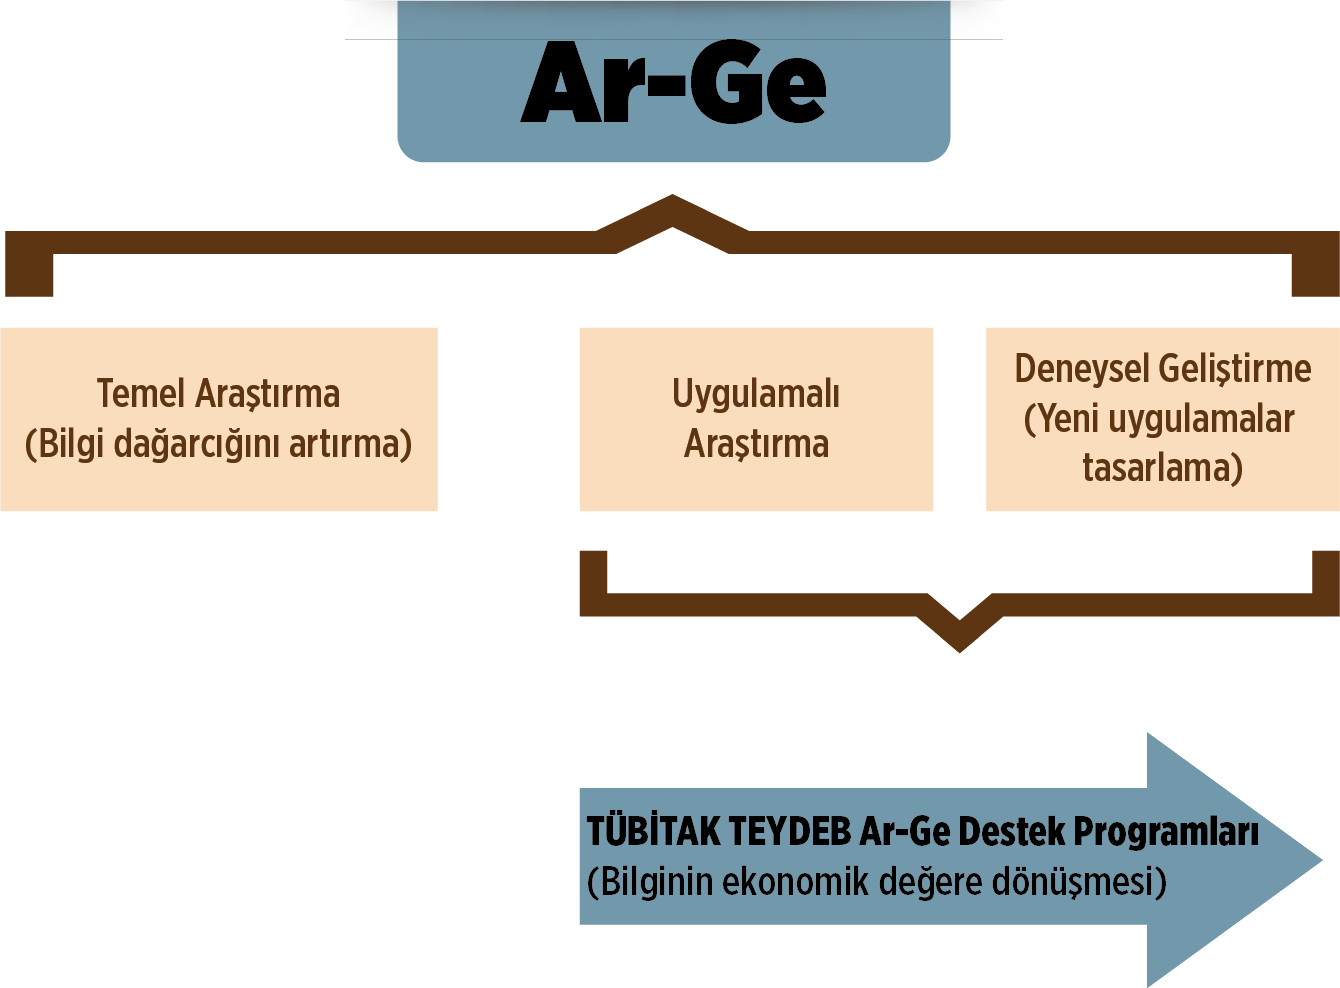 Ar-Ge
Temel Araştırma
(Bilgi dağarcığını artırma)
Uygulamalı
Araştırma
Deneysel Geliştirme
(Yeni uygulamalar
tasarlama)
TÜBİTAK TEYDEB Ar-Ge Destek Programları
(Bilginin ekonomik değere dönüşmesi)